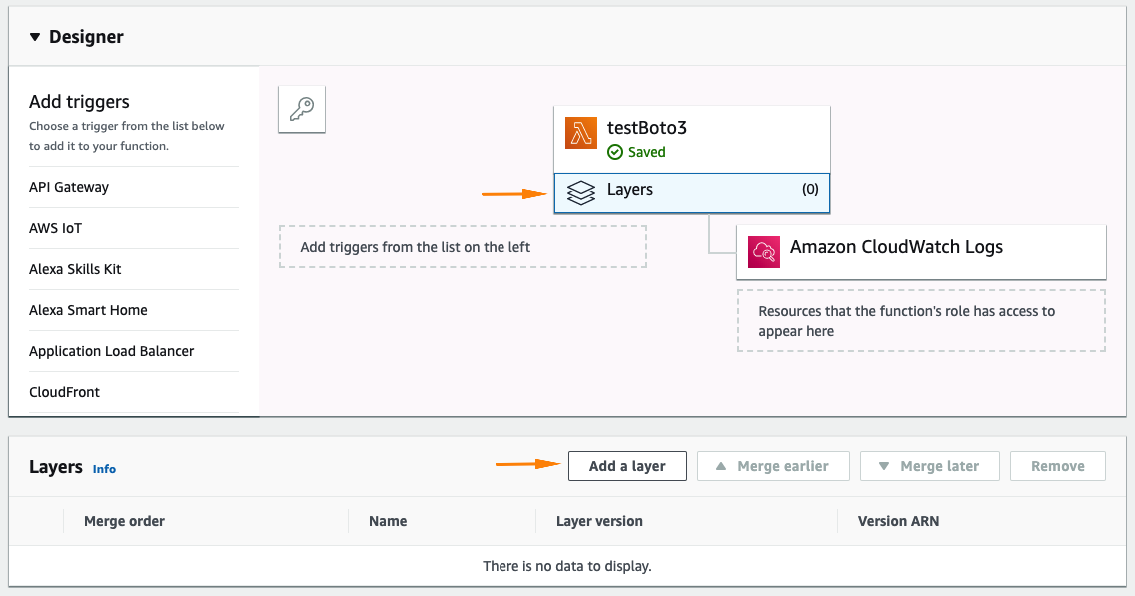 Designer
Add triggers
Choose a trigger from the list below
to add it to your function.
API Gateway
AWS IoT
Alexa Skills Kit
Alexa Smart Home
Application Load Balancer
CloudFront
testBoto3
Saved
Layers (0)
Add triggers from the list on the left
Amazon CloudWatch Logs
Resources that the function's role has access to
appear here
Layers Info
Add a layer
Merge earlier
Merge later
Remove
Merge order Name Layer version Version ARN
There is no data to display.